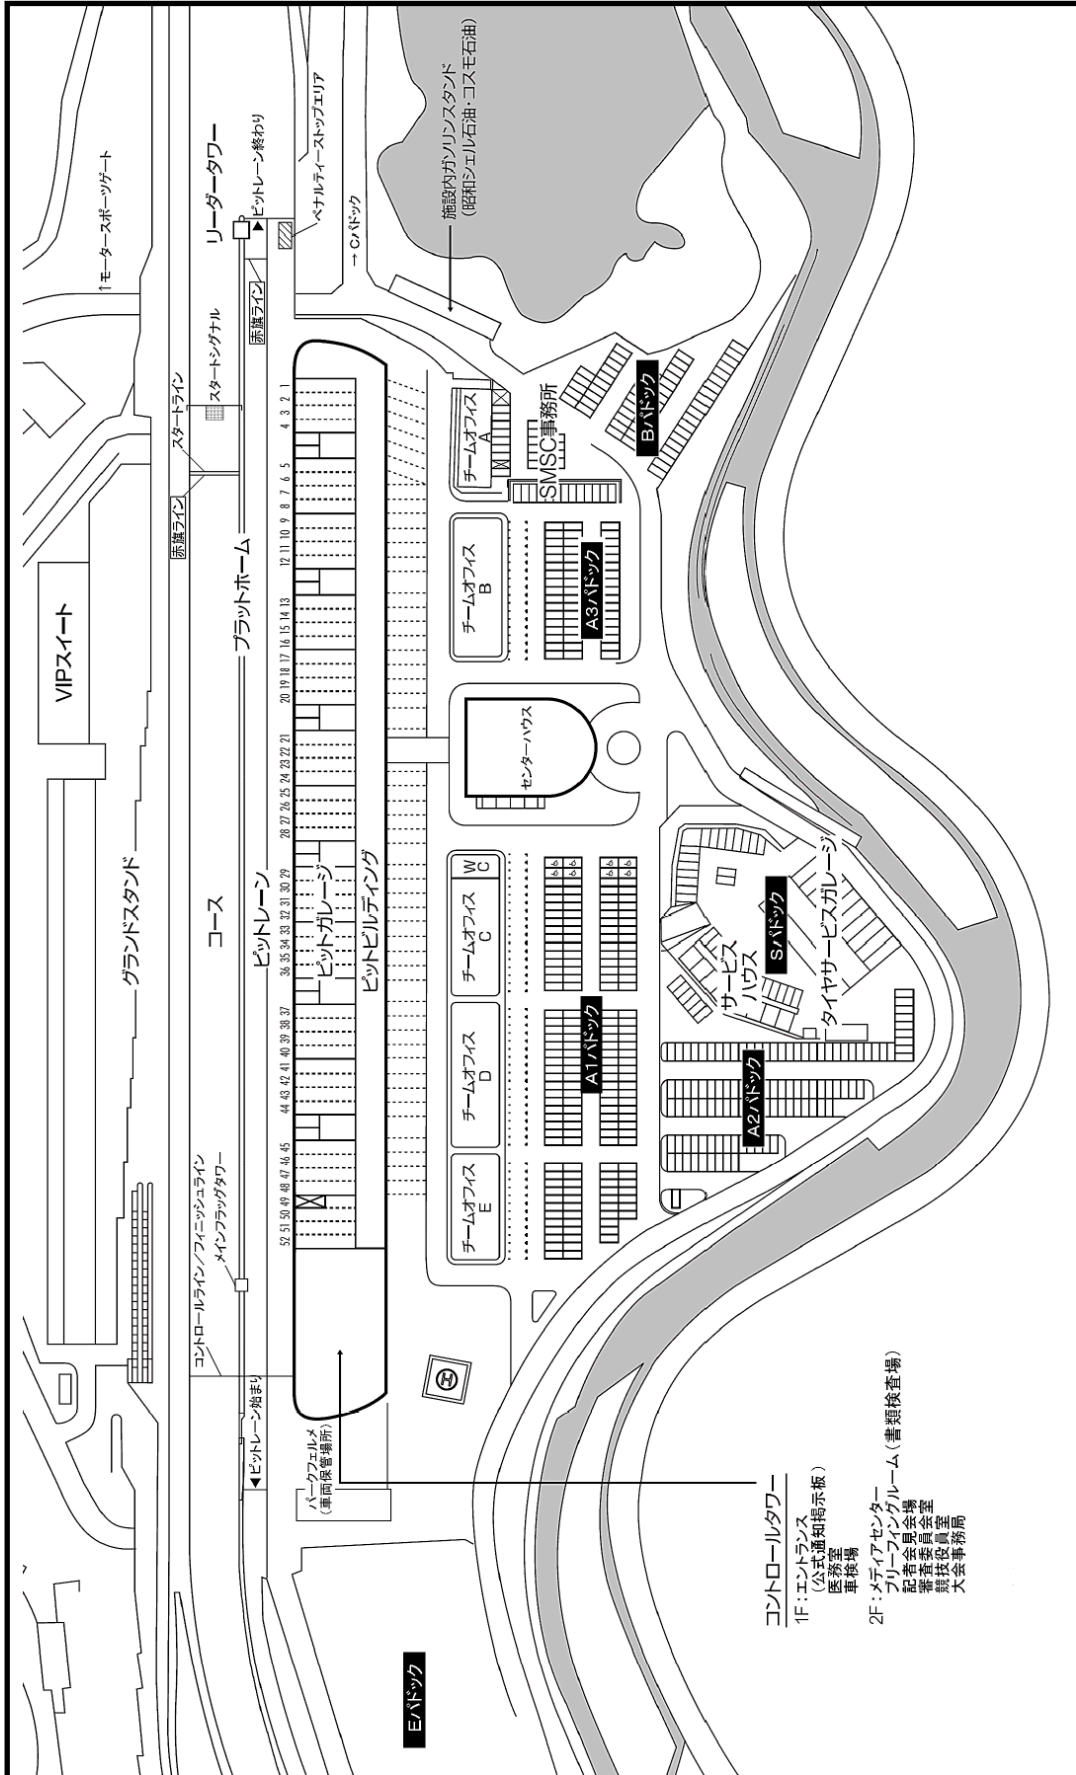 ↑モータースポーツゲート
リーダータワー
ピットレーン終わり
ペナルティーストップエリア
→Cパドック
施設内ガソリンスタンド
(昭和シェル石油・コスモ石油)
赤旗ライン
スタートシグナル
スタートライン
赤旗ライン
プラットホーム
VIPスイート
グランドスタンド
コース
ピットレーン
ピットガレージ
ピットビルディング
1 2 3 4 5 6 7 8 9 10 11 12 13 14 15 16 17 18 19 20 21 22 23 24 25 26 27 28 29 30 31 32 33 34 35 36 37 38 39 40 41 42 43 44 45 46 47 48 49 50 51 52
チームオフィス
A
SMSC事務所
Bパドック
チームオフィス
B
A3パドック
センターハウス
WC
チームオフィス
C
チームオフィス
D
チームオフィス
E
A1パドック
サービス
ハウス
Sパドック
タイヤサービスガレージ
A2パドック
コントロールライン/フィニッシュライン
メインフラッグタワー
ピットレーン始まり
パークフェルメ
(車両保管場所)
H
Eパドック
コントロールタワー
1F:エントランス
(公式通知掲示板)
医務室
車検場
2F:メディアセンター
ブリーフィングルーム(書類検査場)
記者会見会場
審査委員会室
競技役員室
大会事務局